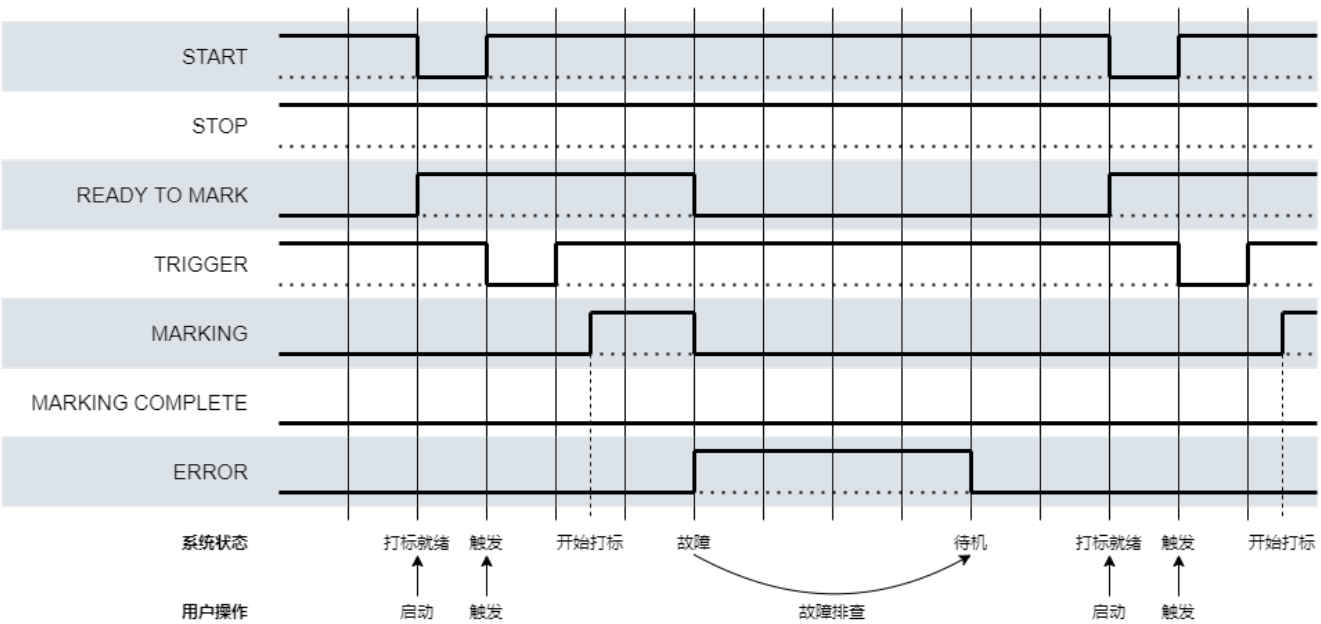 START
STOP
READY TO MARK
TRIGGER
MARKING
MARKING COMPLETE
ERROR
系统状态 打标就绪 触发 开始打标 故障 待机 打标就绪 触发 开始打标
用户操作 启动 触发 故障排查 启动 触发